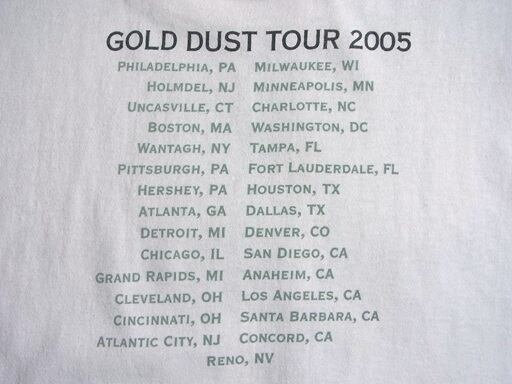 GOLD DUST TOUR 2005
PHILADELPHIA, PA MILWAUKEE, WI
HOLMDEL, NJ MINNEAPOLIS, MN
UNCASVILLE, CT CHARLOTTE, NC
BOSTON, MA WASHINGTON, DC
WANTAGH, NY TAMPA, FL
PITTSBURGH, PA FORT LAUDERDALE, FL
HERSHEY, PA HOUSTON, TX
ATLANTA, GA DALLAS, TX
DETROIT, MI DENVER, CO
CHICAGO, IL SAN DIEGO, CA
GRAND RAPIDS, MI ANAHEIM, CA
CLEVELAND, OH LOS ANGELES, CA
CINCINNATI, OH SANTA BARBARA, CA
ATLANTIC CITY, NJ CONCORD, CA
RENO, NV